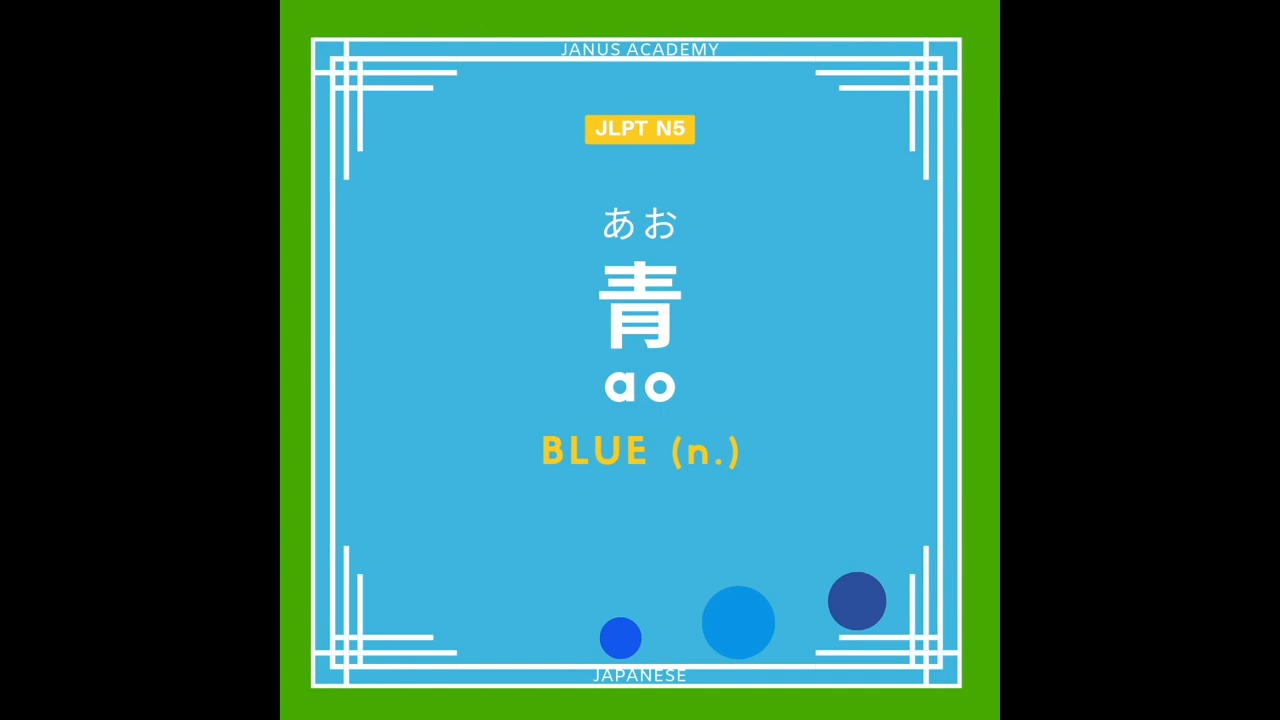 JANUS ACADEMY
JLPT N5
あお
青
ao
BLUE (n.)
JAPANESE